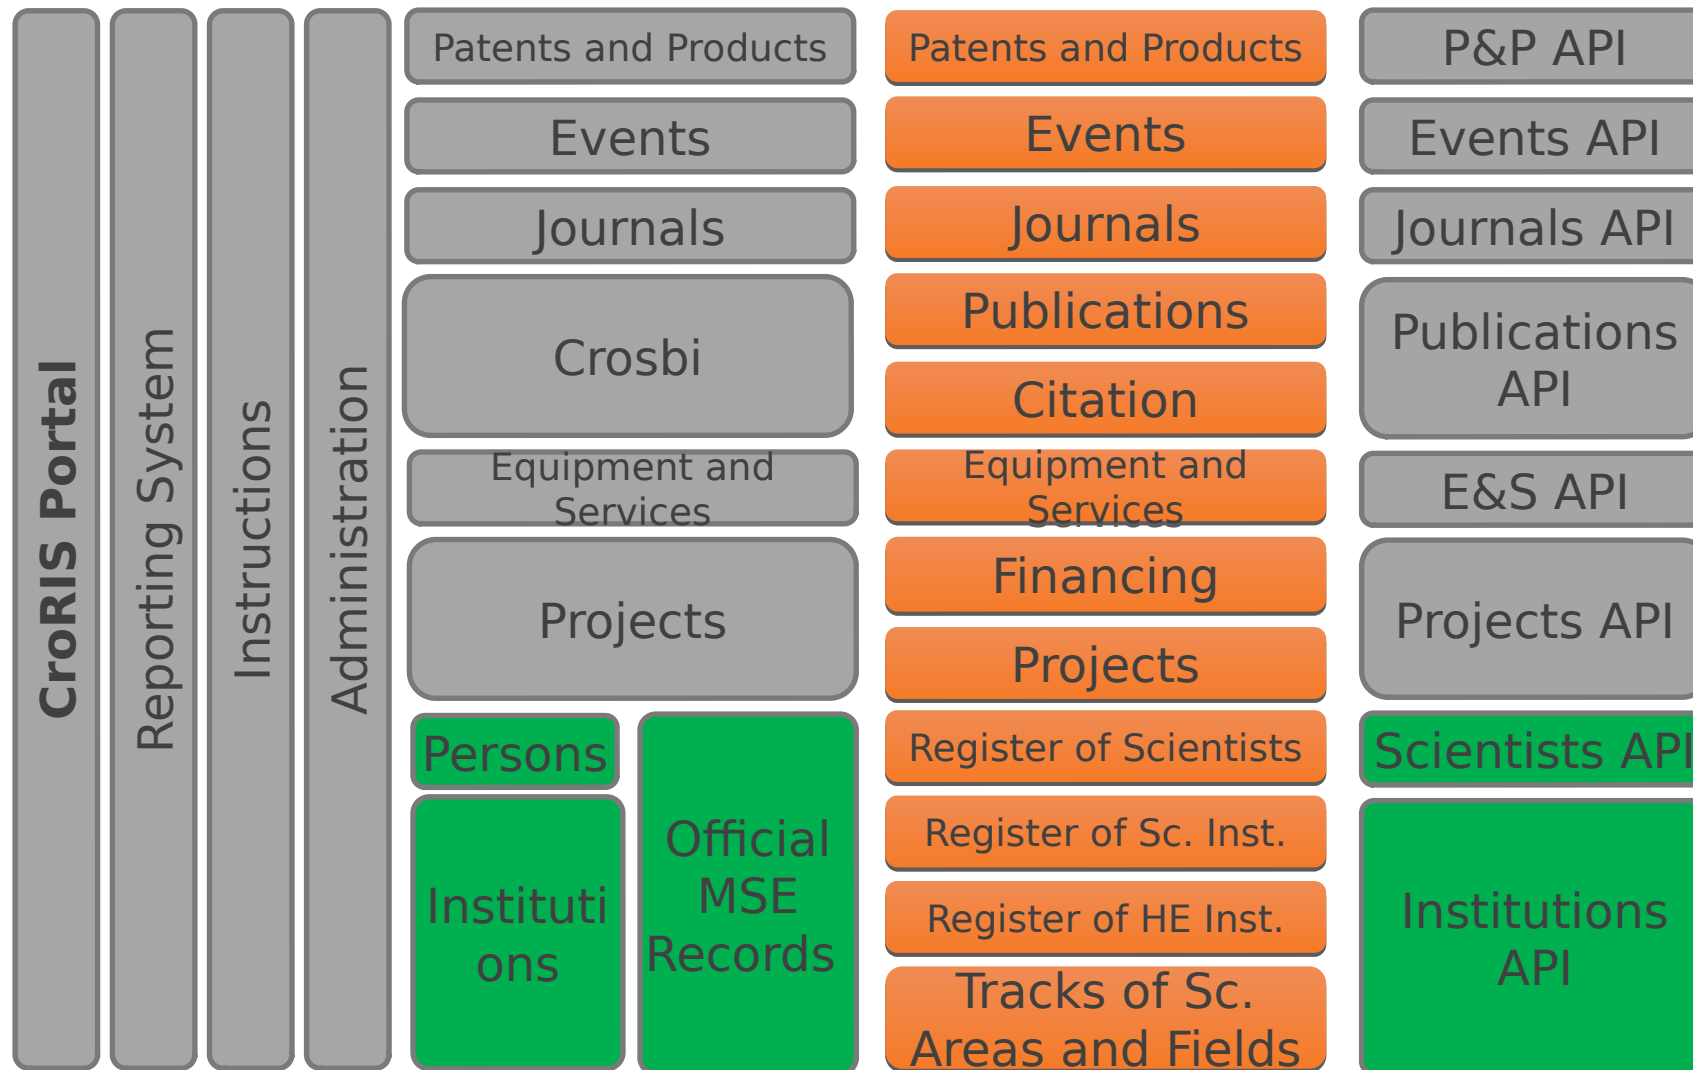 CroRIS Portal
Reporting System
Instructions
Administration
Patents and Products
Events
Journals
Crosbi
Equipment and
Services
Projects
Persons
Instituti
ons
Official
MSE
Records
Patents and Products
Events
Journals
Publications
Citation
Equipment and
Services
Financing
Projects
Register of Scientists
Register of Sc. Inst.
Register of HE Inst.
Tracks of Sc.
Areas and Fields
P&P API
Events API
Journals API
Publications
API
E&S API
Projects API
Scientists API
Institutions
API